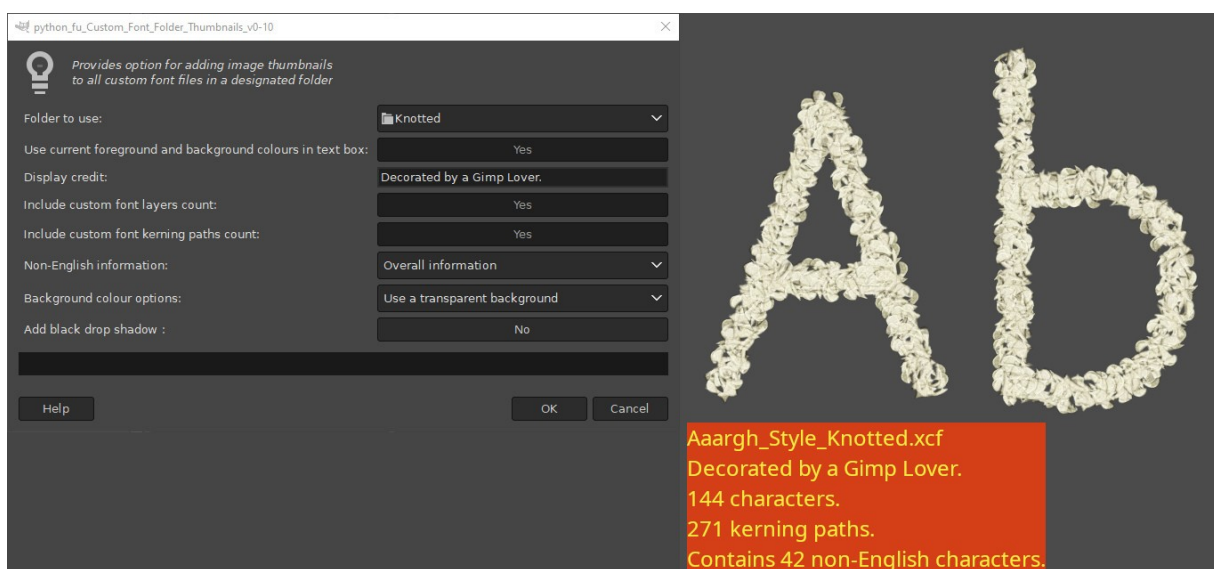 python_fu_Custom_Font_Folder_Thumbnails_v0-10
Provides option for adding image thumbnails
to all custom font files in a designated folder
Folder to use:
Knotted
Use current foreground and background colours in text box:
Yes
Display credit:
Decorated by a Gimp Lover.
Include custom font layers count:
Yes
Include custom font kerning paths count:
Yes
Non-English information:
Overall information
Background colour options:
Use a transparent background
Add black drop shadow :
No
Help
OK
Cancel
Ab
Aaargh_Style_Knotted.xcf
Decorated by a Gimp Lover.
144 characters.
271 kerning paths.
Contains 42 non-English characters.